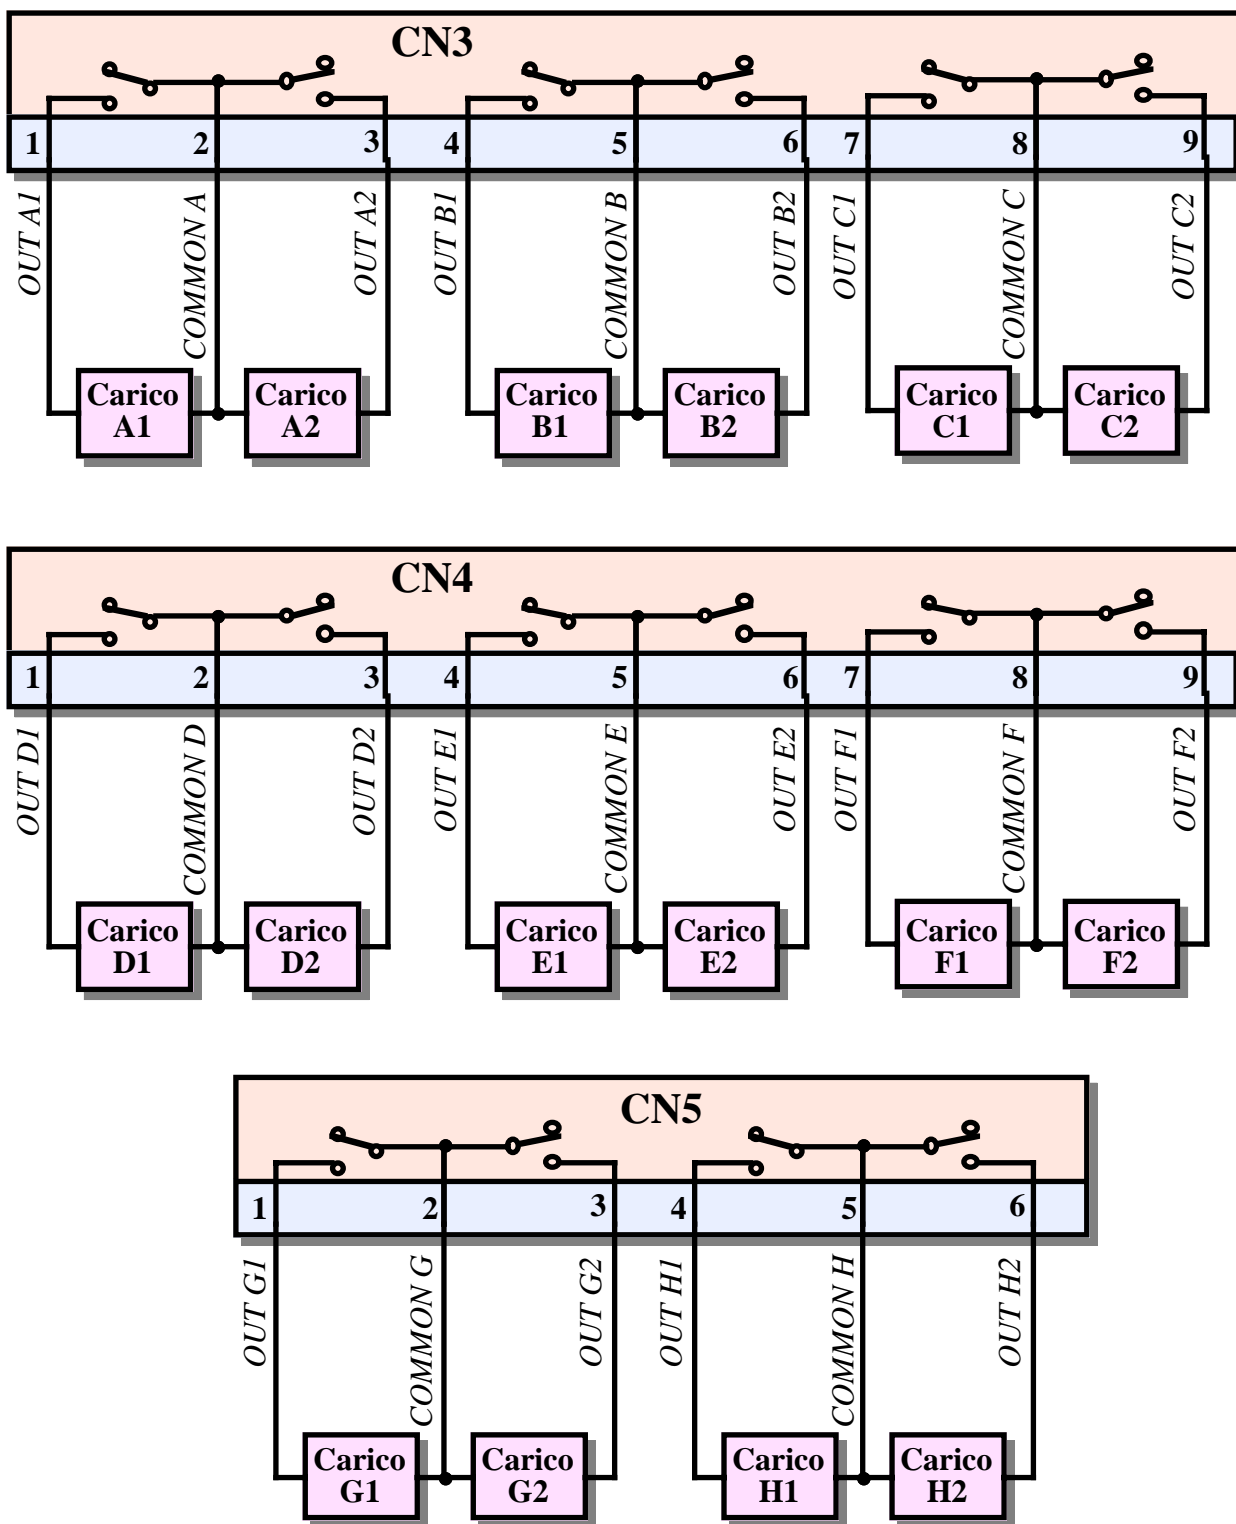 CN3
1 2 3 4 5 6 7 8 9
OUT A1 COMMON A OUT A2 OUT B1 COMMON B OUT B2 OUT C1 COMMON C OUT C2
Carico Carico Carico Carico Carico Carico
A1 A2 B1 B2 C1 C2
CN4
1 2 3 4 5 6 7 8 9
OUT D1 COMMON D OUT D2 OUT E1 COMMON E OUT E2 OUT F1 COMMON F OUT F2
Carico Carico Carico Carico Carico Carico
D1 D2 E1 E2 F1 F2
CN5
1 2 3 4 5 6
OUT G1 COMMON G OUT G2 OUT H1 COMMON H OUT H2
Carico Carico Carico Carico
G1 G2 H1 H2